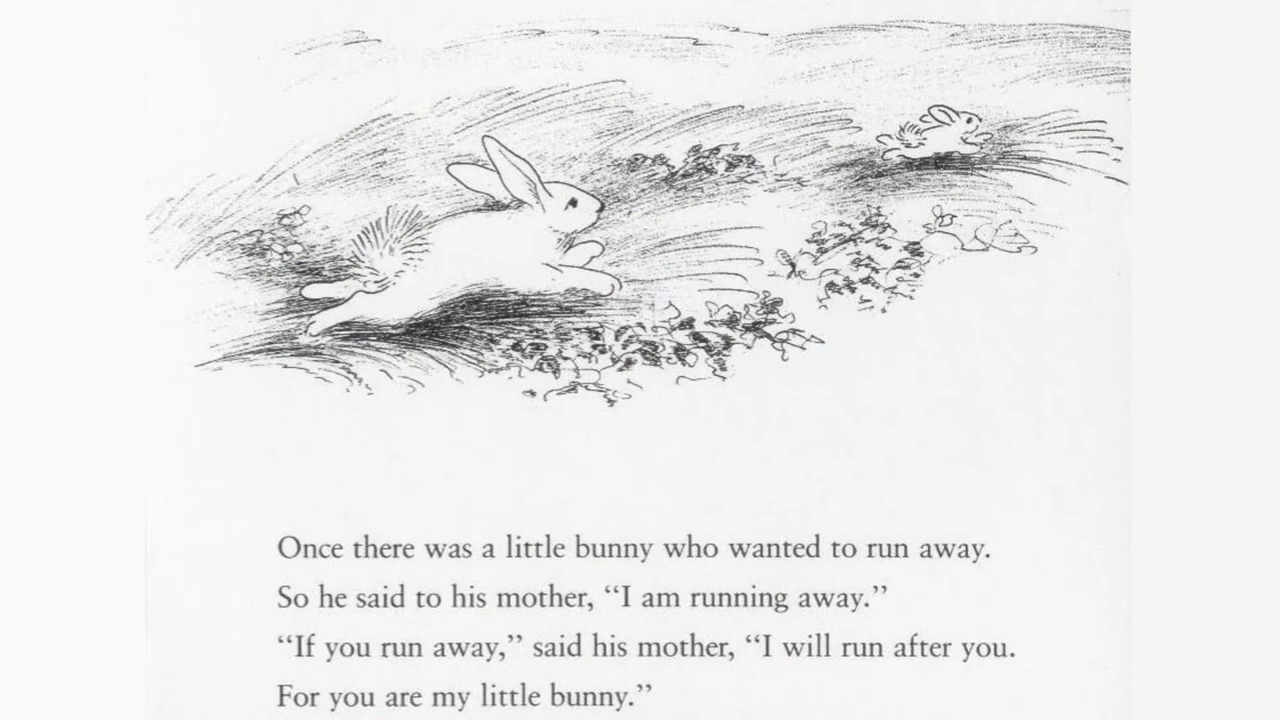 Once there was a little bunny who wanted to run away.
So he said to his mother, “I am running away.”
“If you run away,” said his mother, “I will run after you.
For you are my little bunny.”